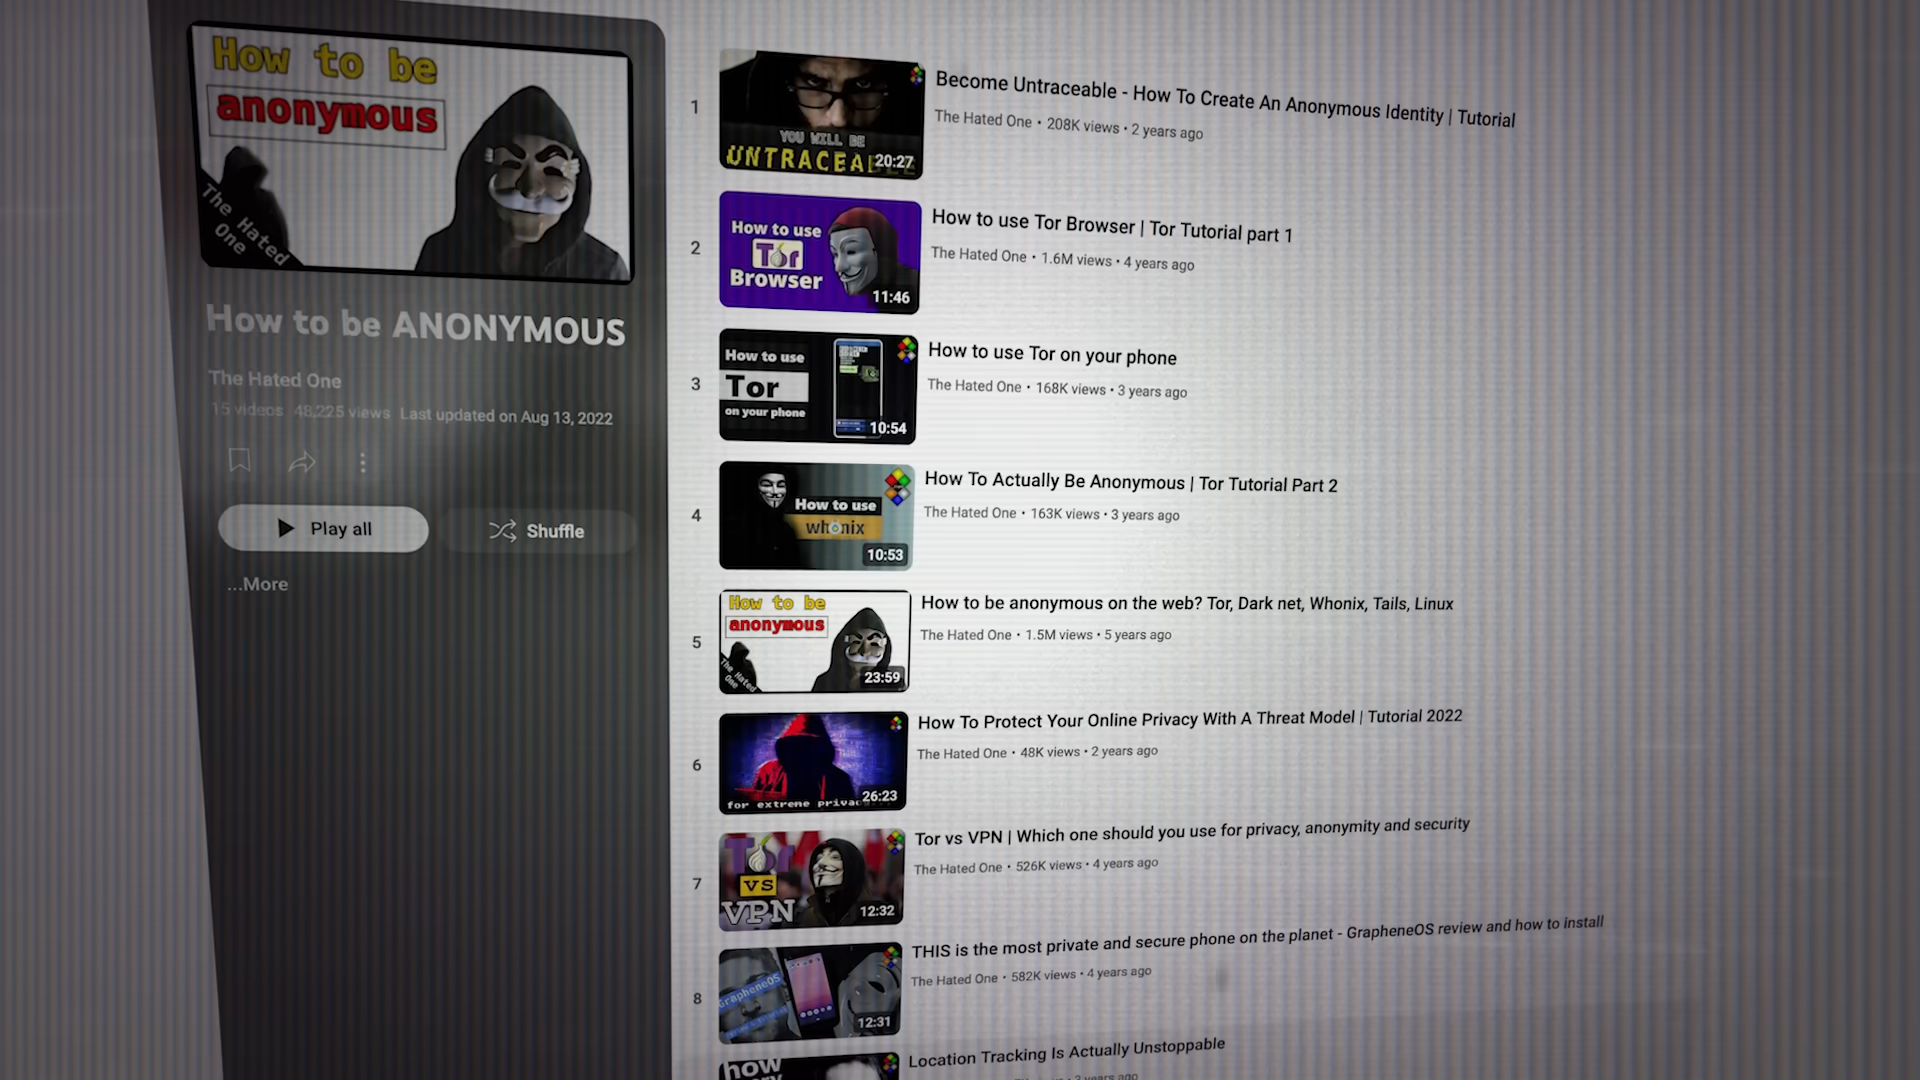 How to be
anonymous
The Hated
One
How to be ANONYMOUS
The Hated One
15 videos 48,225 views Last updated on Aug 13, 2022
Play all
Shuffle
...More
1
YOU WILL BE
UNTRACEABLE
20:27
Become Untraceable - How To Create An Anonymous Identity | Tutorial
The Hated One • 208K views • 2 years ago
2
How to use
Tor
Browser
11:46
How to use Tor Browser | Tor Tutorial part 1
The Hated One • 1.6M views • 4 years ago
3
How to use
Tor
on your phone
10:54
How to use Tor on your phone
The Hated One • 168K views • 3 years ago
4
How to use
whonix
10:53
How To Actually Be Anonymous | Tor Tutorial Part 2
The Hated One • 163K views • 3 years ago
5
How to be
anonymous
The Hated
One
23:59
How to be anonymous on the web? Tor, Dark net, Whonix, Tails, Linux
The Hated One • 1.5M views • 5 years ago
6
for extreme privac
26:23
How To Protect Your Online Privacy With A Threat Model | Tutorial 2022
The Hated One • 48K views • 2 years ago
7
Tor
VS
VPN
12:32
Tor vs VPN | Which one should you use for privacy, anonymity and security
The Hated One • 526K views • 4 years ago
8
GrapheneOS
12:31
THIS is the most private and secure phone on the planet - GrapheneOS review and how to install
The Hated One • 582K views • 4 years ago
how
Location Tracking Is Actually Unstoppable
years ago